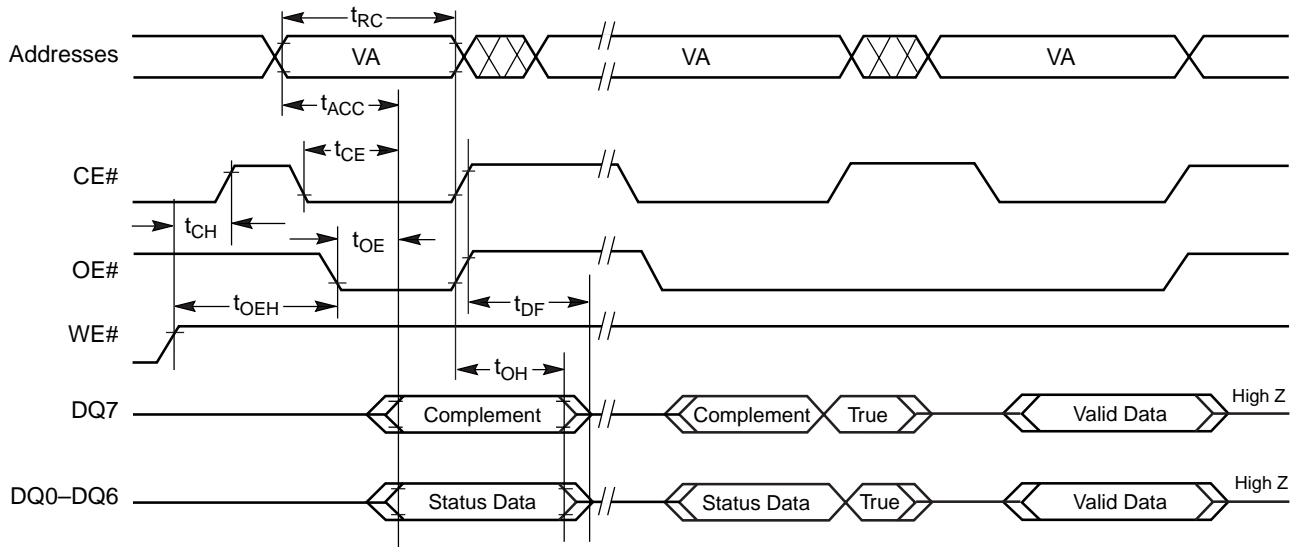 tRC
Addresses VA VA VA
tACC
tCE
CE#
tCH
tOE
OE#
tOEH tDF
WE#
tOH
DQ7 Complement Complement True Valid Data High Z
DQ0–DQ6 Status Data Status Data True Valid Data High Z